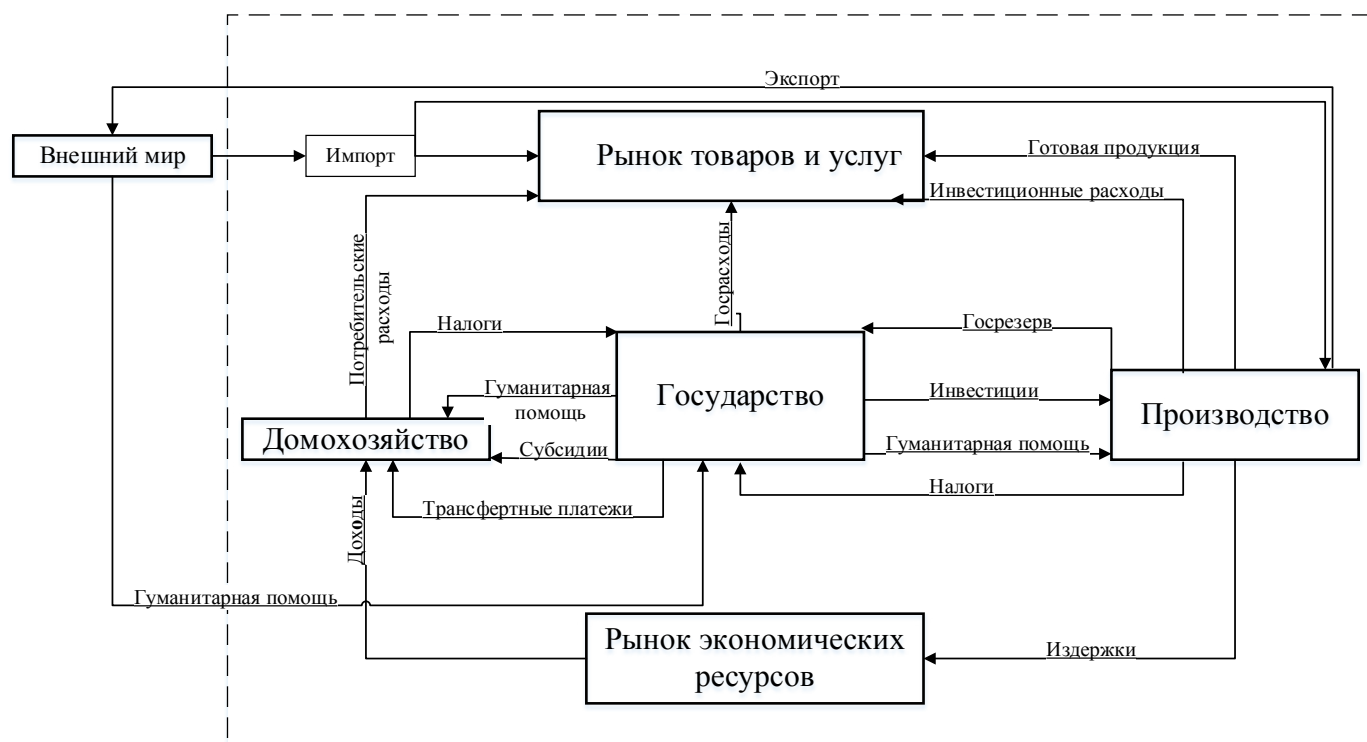 Экспорт
Внешний мир
Импорт
Рынок товаров и услуг
Готовая продукция
Инвестиционные расходы
Потребительские
расходы
Госрасходы
Налоги
Госрезерв
Гуманитарная
помощь
Государство
Инвестиции
Производство
Домохозяйство
Субсидии
Гуманитарная помощь
Налоги
Трансфертные платежи
Доходы
Гуманитарная помощь
Рынок экономических
ресурсов
Издержки